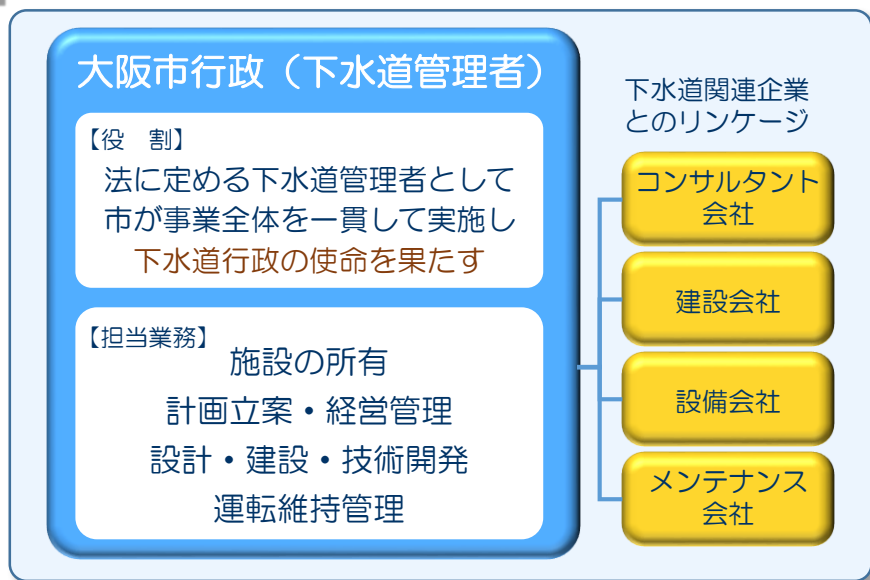 大阪市行政（下水道管理者）
【役　割】
法に定める下水道管理者として
市が事業全体を一貫して実施し
下水道行政の使命を果たす
【担当業務】
施設の所有
計画立案・経営管理
設計・建設・技術開発
運転維持管理
下水道関連企業
とのリンケージ
コンサルタント
会社
建設会社
設備会社
メンテナンス
会社